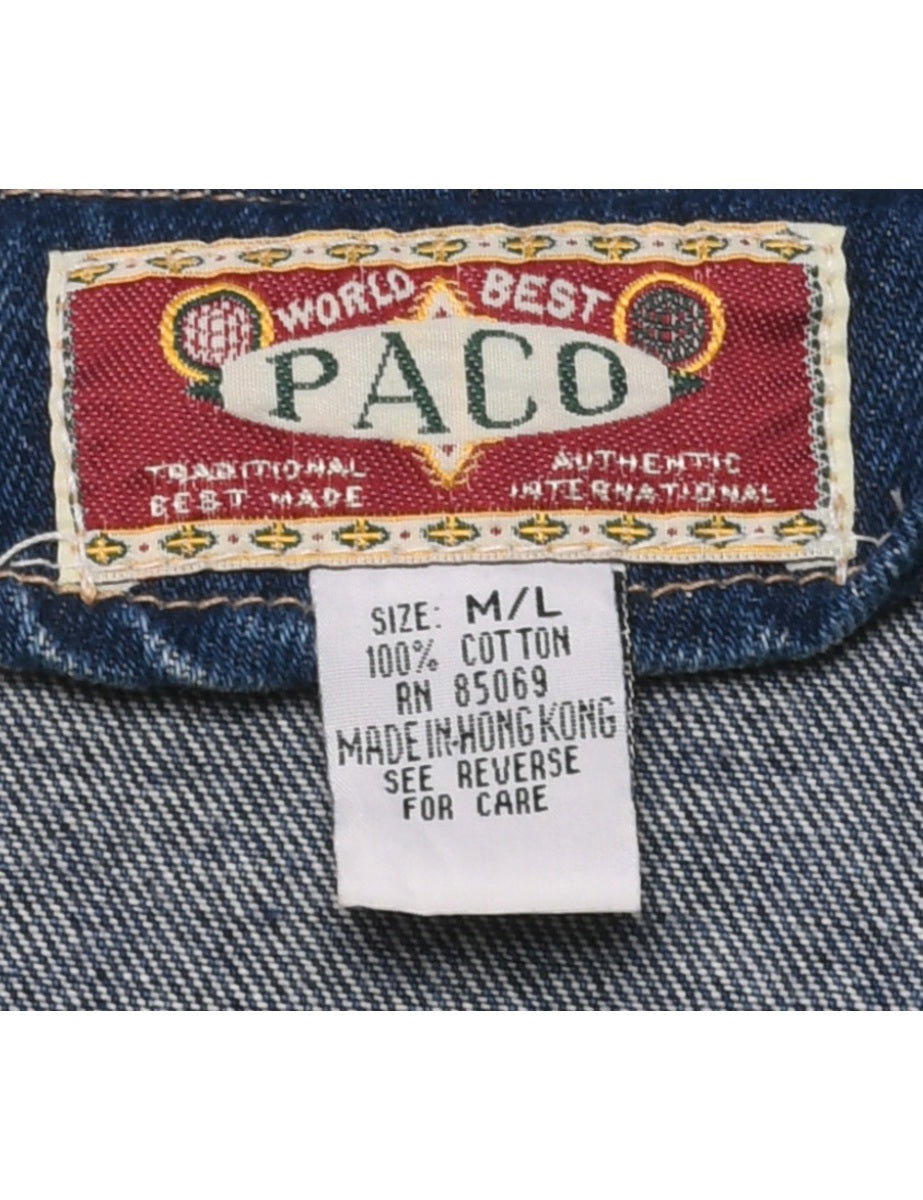 WORLD BEST
PACO
TRADITIONAL
BEST MADE
AUTHENTIC
INTERNATIONAL
SIZE: M/L
100% COTTON
RN 85069
MADE IN HONG KONG
SEE REVERSE
FOR CARE